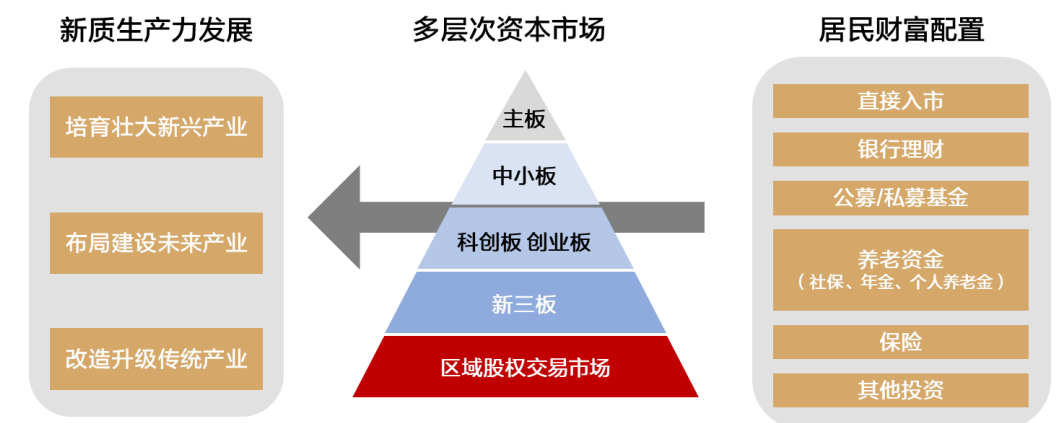 新质生产力发展
多层次资本市场
居民财富配置
培育壮大新兴产业
布局建设未来产业
改造升级传统产业
主板
中小板
科创板 创业板
新三板
区域股权交易市场
直接入市
银行理财
公募/私募基金
养老资金
（社保、年金、个人养老金）
保险
其他投资